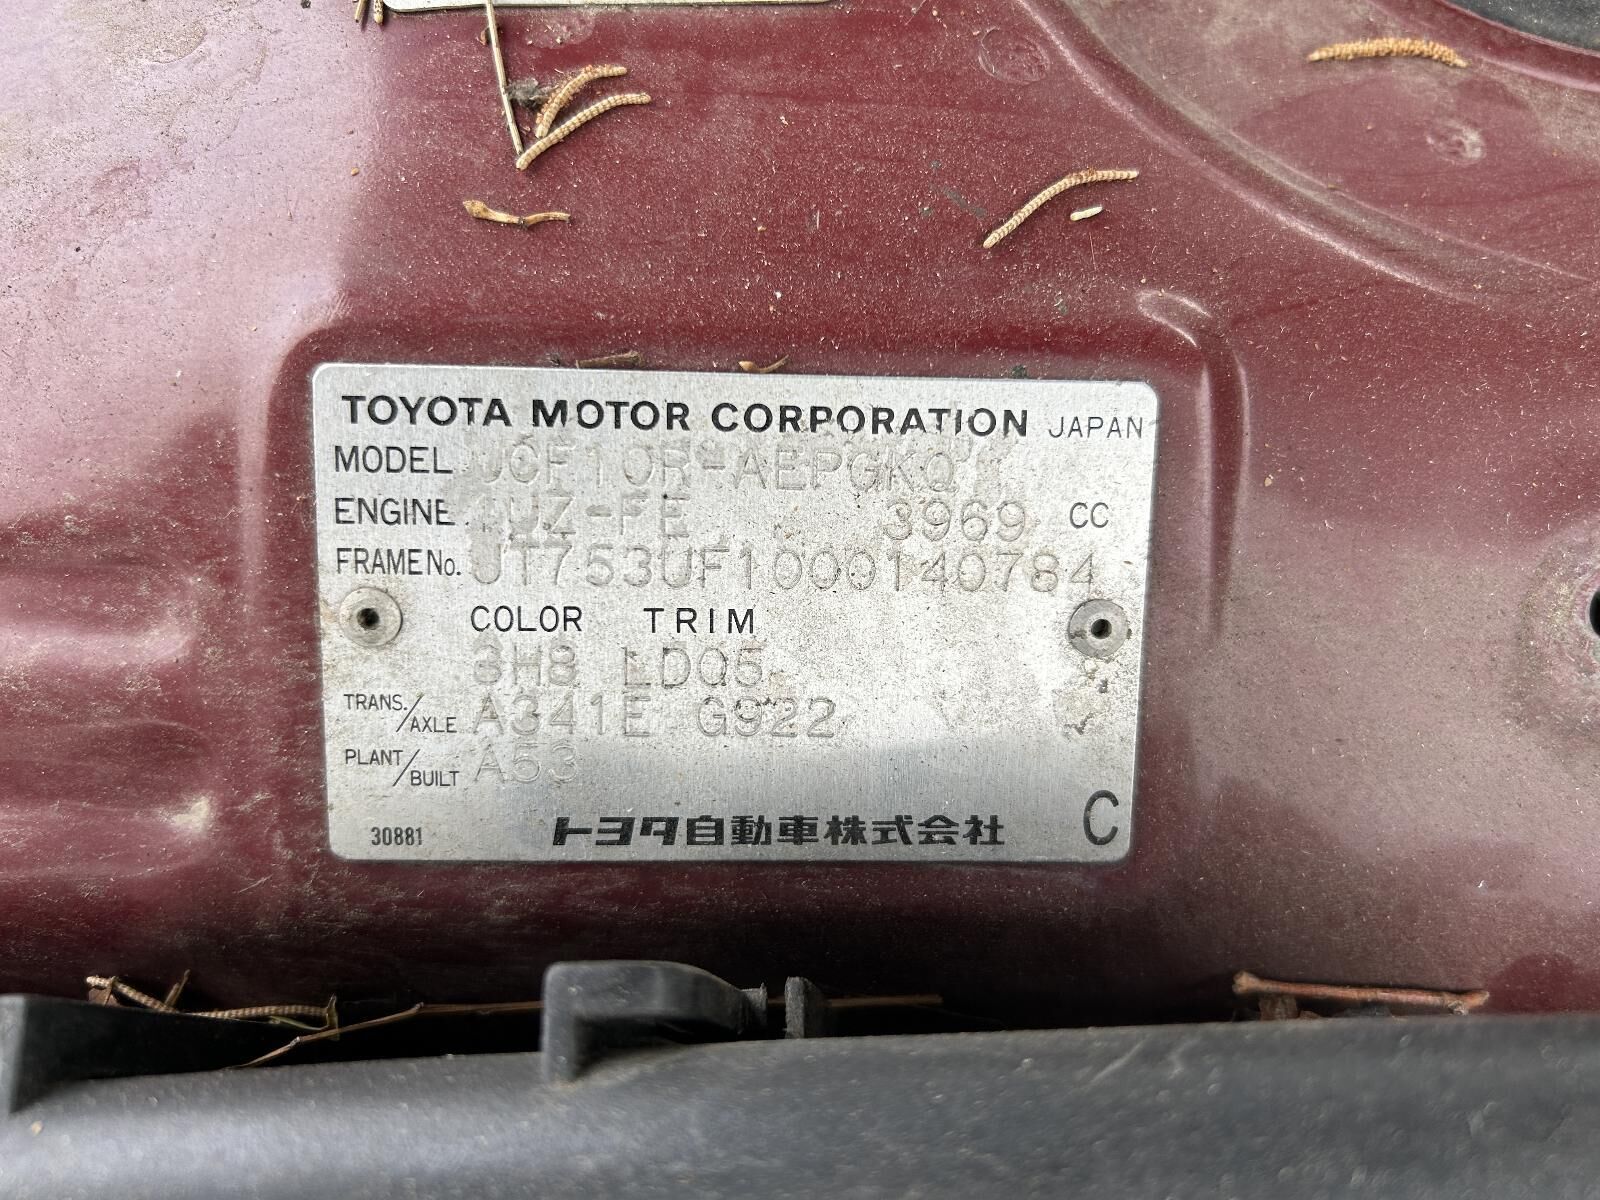 TOYOTA MOTOR CORPORATION JAPAN
MODEL UCF10R-AEPGKQ
ENGINE 1UZ-FE 3969 CC
FRAME No. JT753UF1000140784
COLOR TRIM
3H8 LDQ5
TRANS./AXLE A341E G922
PLANT/BUILT A53
30881 トヨタ自動車株式会社 C